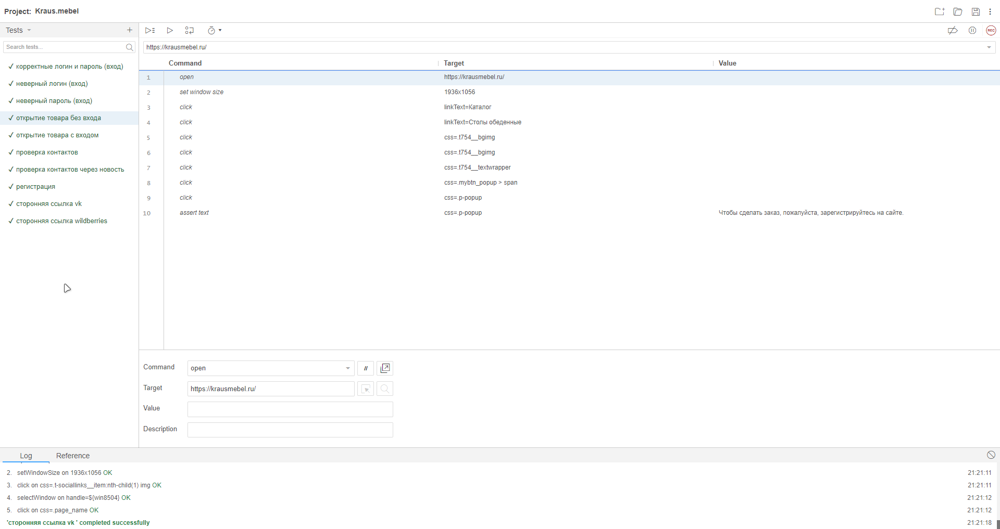 Project: Kraus.mebel
Tests
REC
Search tests...
https://krausmebel.ru/
Command Target Value
✓ корректные логин и пароль (вход)
✓ неверный логин (вход)
✓ неверный пароль (вход)
✓ открытие товара без входа
✓ открытие товара с входом
✓ проверка контактов
✓ проверка контактов через новость
✓ регистрация
✓ сторонняя ссылка vk
✓ сторонняя ссылка wildberries
1 open https://krausmebel.ru/
2 set window size 1936x1056
3 click linkText=Каталог
4 click linkText=Столы обеденные
5 click css=.t754__bgimg
6 click css=.t754__bgimg
7 click css=.t754__textwrapper
8 click css=.mybtn_popup > span
9 click css=.p-popup
10 assert text css=.p-popup Чтобы сделать заказ, пожалуйста, зарегистрируйтесь на сайте.
Command open //
Target https://krausmebel.ru/
Value
Description
Log Reference
2. setWindowSize on 1936x1056 OK 21:21:11
3. click on css=.t-sociallinks__item:nth-child(1) img OK 21:21:11
4. selectWindow on handle=${win8504} OK 21:21:12
5. click on css=.page_name OK 21:21:12
'сторонняя ссылка vk ' completed successfully 21:21:18